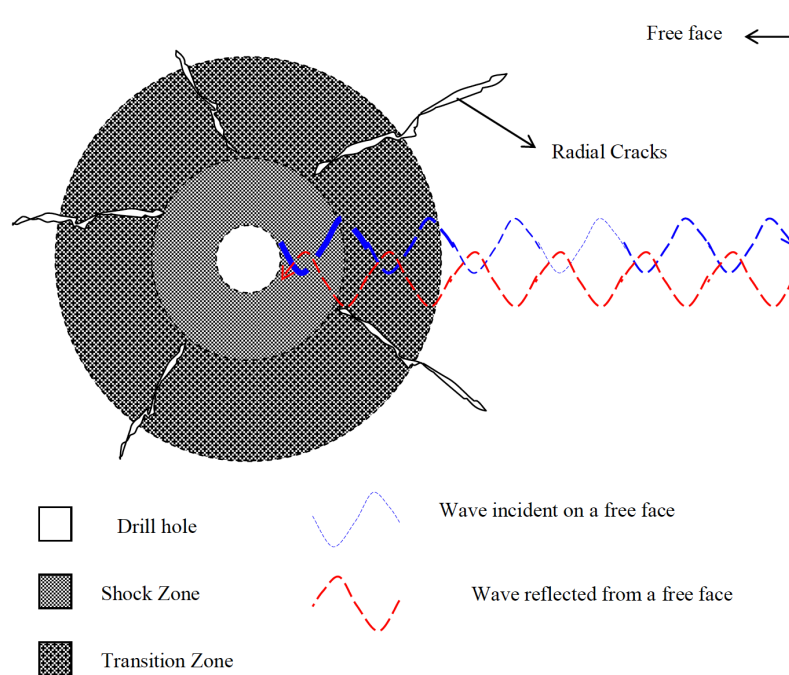 Free face
Radial Cracks
Drill hole
Wave incident on a free face
Shock Zone
Wave reflected from a free face
Transition Zone